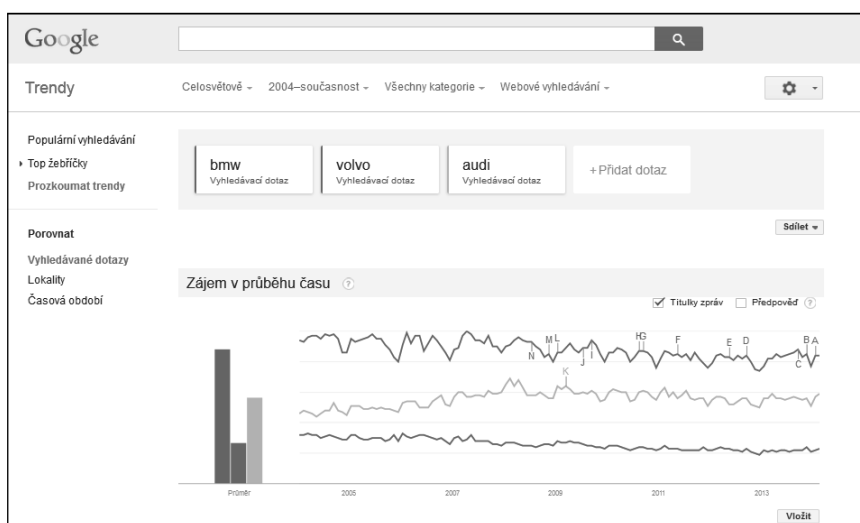 Google
Trendy
Celosvětově
2004–současnost
Všechny kategorie
Webové vyhledávání
Populární vyhledávání
Top žebříčky
Prozkoumat trendy
Porovnat
Vyhledávané dotazy
Lokality
Časová období
bmw
Vyhledávací dotaz
volvo
Vyhledávací dotaz
audi
Vyhledávací dotaz
+Přidat dotaz
Sdílet
Zájem v průběhu času ?
Titulky zpráv
Předpověď ?
N M L J I H G F E D C B A
K
Průměr
2005
2007
2009
2011
2013
Vložit